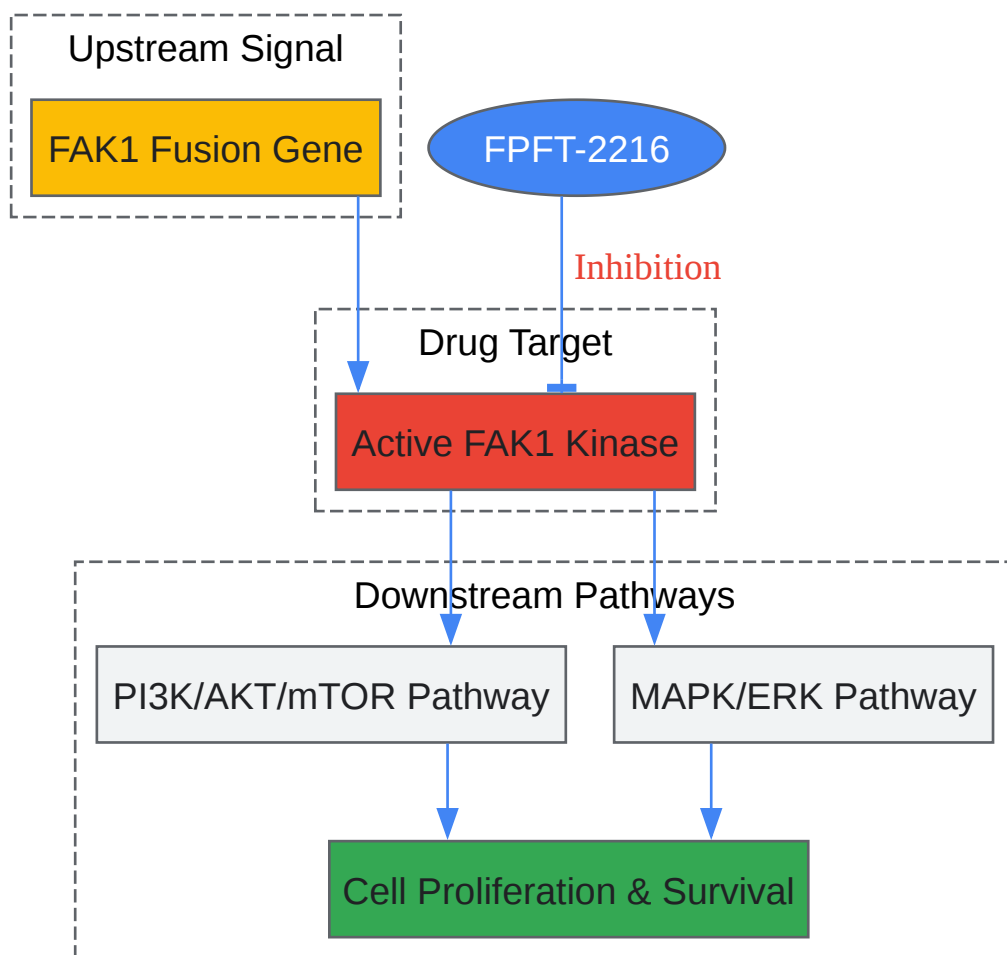 Upstream Signal
FAK1 Fusion Gene
FPFT-2216
Inhibition
Drug Target
Active FAK1 Kinase
Downstream Pathways
PI3K/AKT/mTOR Pathway
MAPK/ERK Pathway
Cell Proliferation & Survival